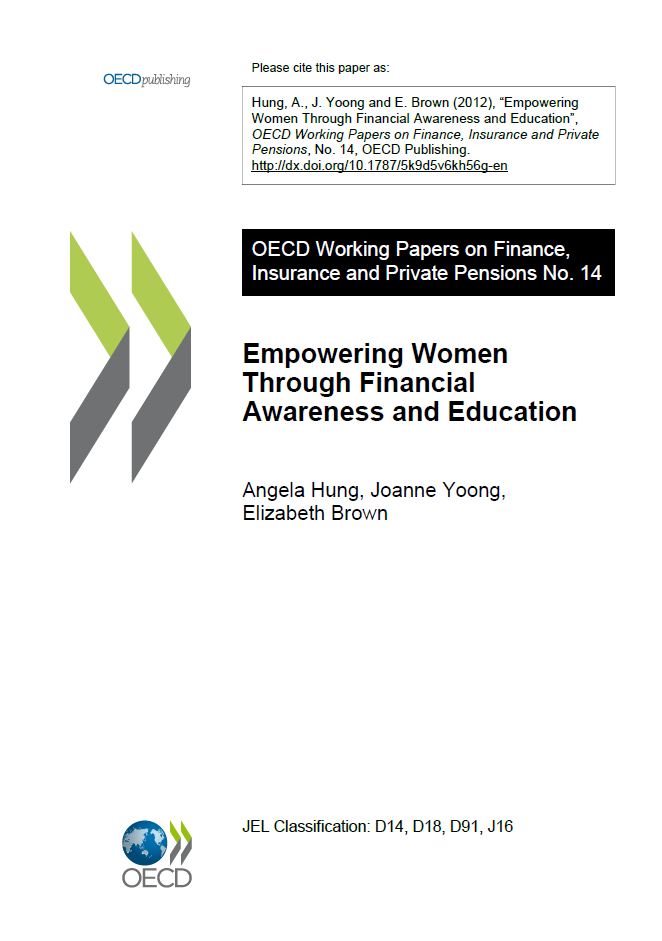 OECDpublishing
Please cite this paper as:
Hung, A., J. Yoong and E. Brown (2012), “Empowering
Women Through Financial Awareness and Education”,
OECD Working Papers on Finance, Insurance and Private
Pensions, No. 14, OECD Publishing.
http://dx.doi.org/10.1787/5k9d5v6kh56g-en
OECD Working Papers on Finance,
Insurance and Private Pensions No. 14
Empowering Women
Through Financial
Awareness and Education
Angela Hung, Joanne Yoong,
Elizabeth Brown
JEL Classification: D14, D18, D91, J16
OECD